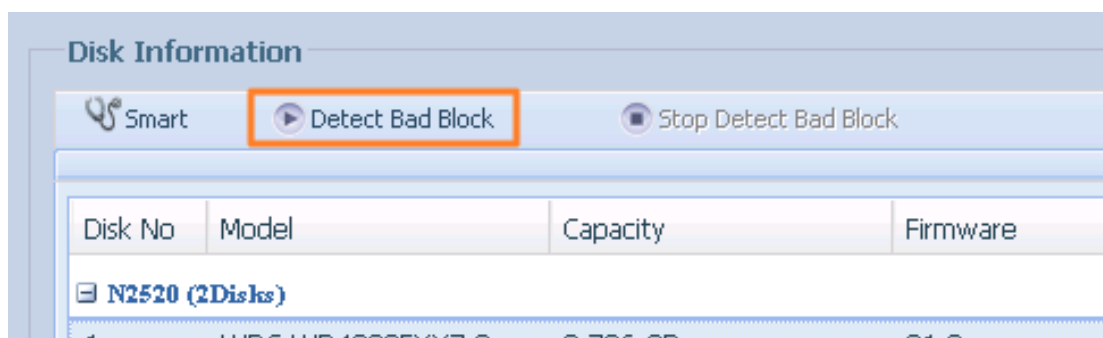 Disk Information
Smart Detect Bad Block Stop Detect Bad Block
Disk No Model Capacity Firmware
N2520 (2Disks)